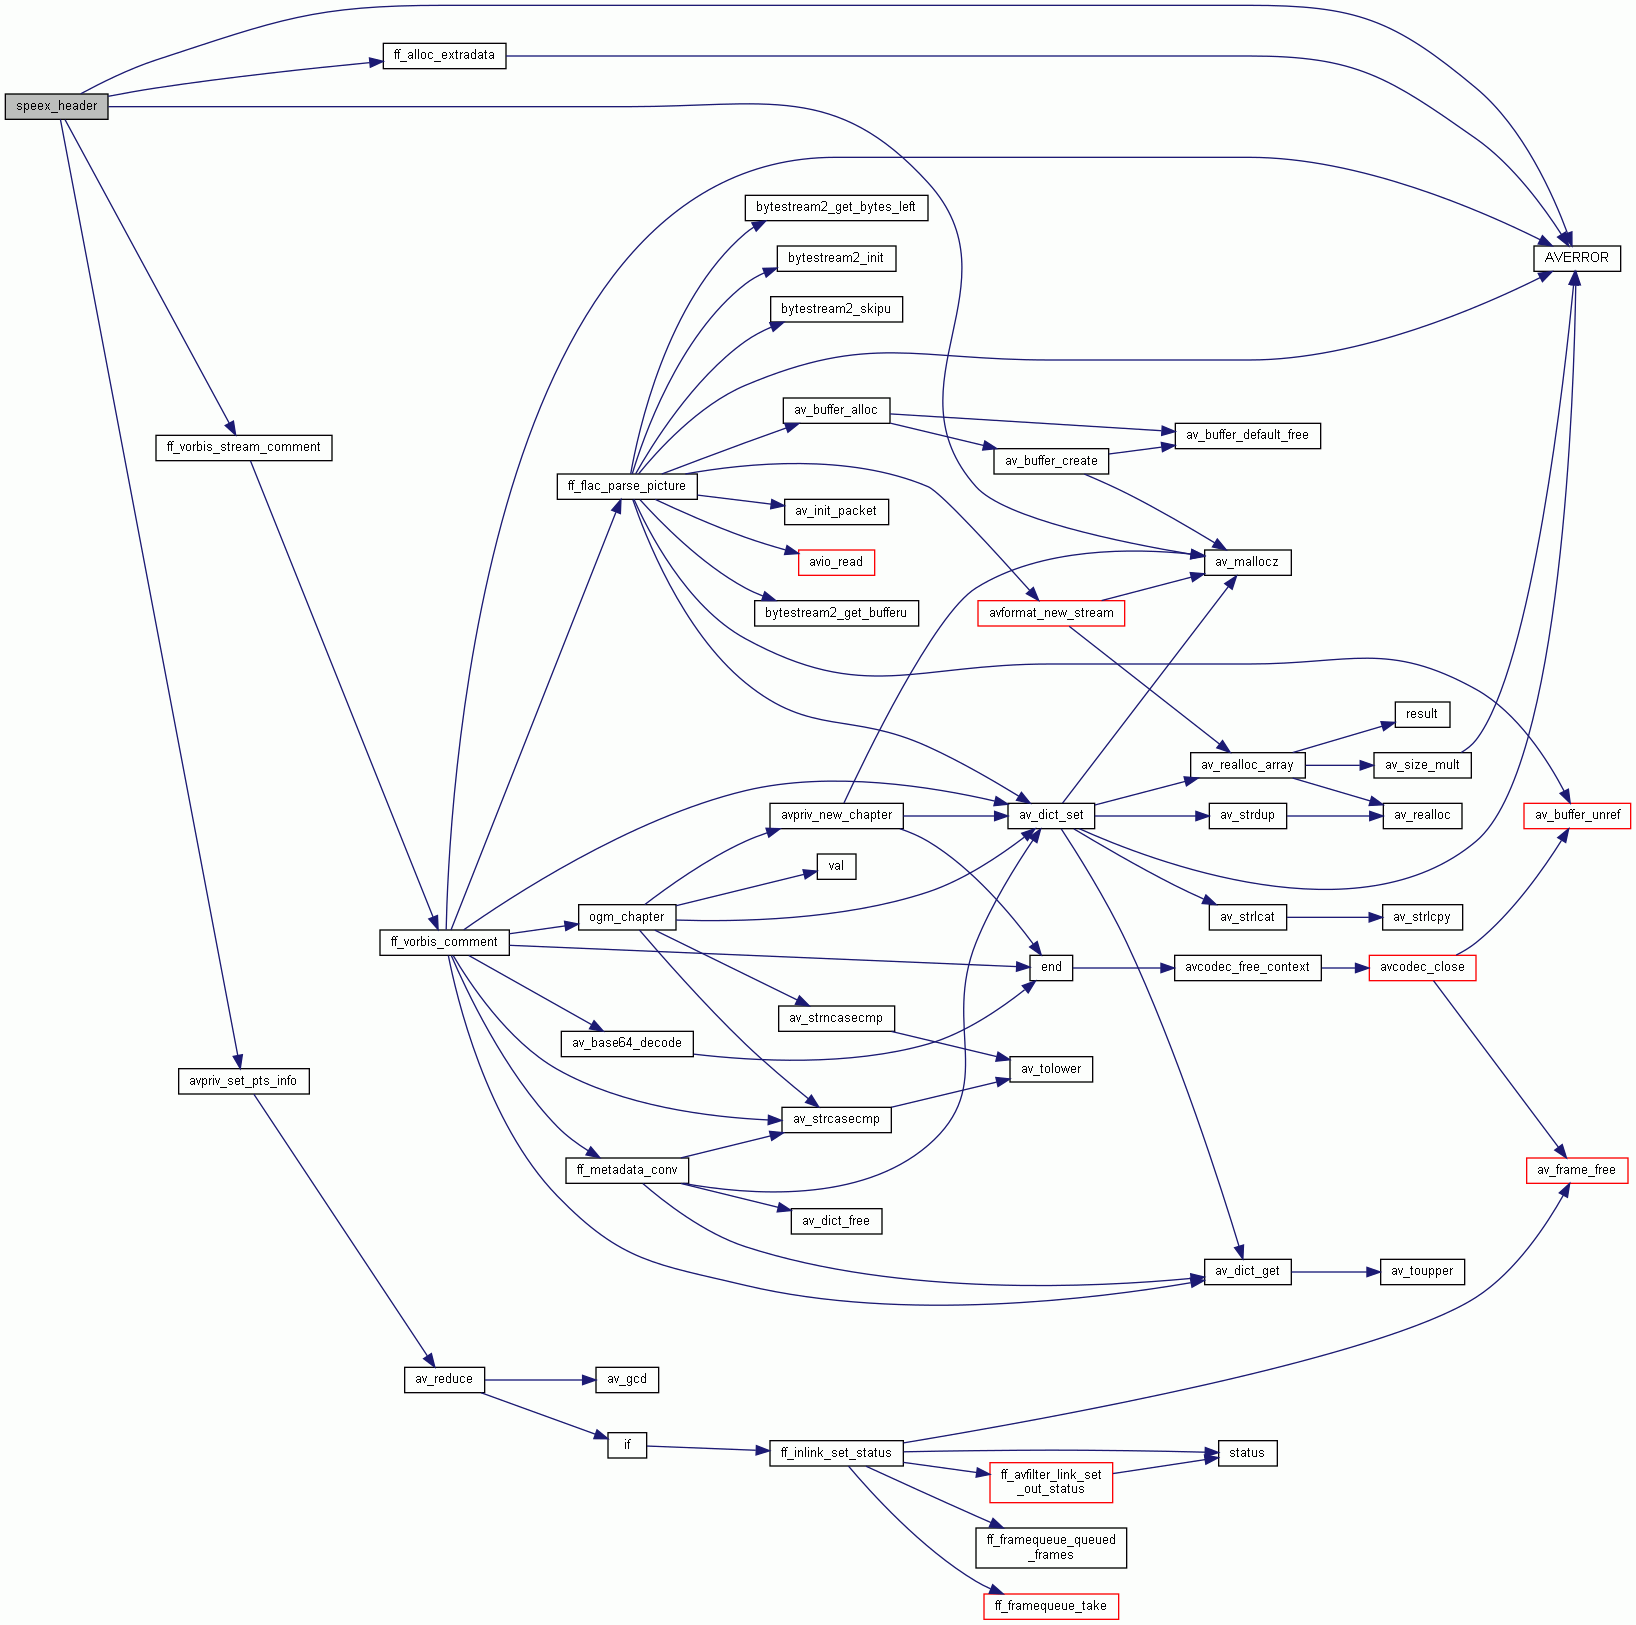 ff_alloc_extradata
speex_header
bytestream2_get_bytes_left
bytestream2_init
AVERROR
bytestream2_skipu
av_buffer_alloc
av_buffer_default_free
ff_vorbis_stream_comment
av_buffer_create
ff_flac_parse_picture
av_init_packet
avio_read
av_mallocz
bytestream2_get_bufferu
avformat_new_stream
result
av_realloc_array
av_size_mult
avpriv_new_chapter
av_dict_set
av_strdup
av_realloc
av_buffer_unref
val
ogm_chapter
av_strlcat
av_strlcpy
ff_vorbis_comment
end
avcodec_free_context
avcodec_close
av_strncasecmp
av_base64_decode
av_tolower
avpriv_set_pts_info
av_strcasecmp
ff_metadata_conv
av_frame_free
av_dict_free
av_dict_get
av_toupper
av_reduce
av_gcd
if
ff_inlink_set_status
status
ff_avfilter_link_set
_out_status
ff_framequeue_queued
_frames
ff_framequeue_take